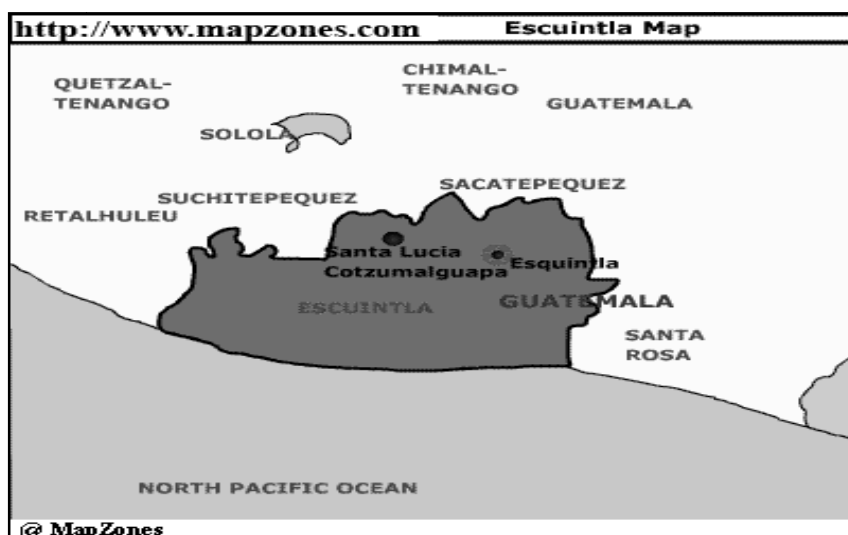 http://www.mapzones.com
Escuintla Map
QUETZAL-
TENANGO
CHIMAL-
TENANGO
GUATEMALA
SOLOLA
SUCHITEPEQUEZ
SACATEPEQUEZ
RETALHULEU
Santa Lucia
Cotzumalguapa
Esquintla
ESCUINTLA
GUATEMALA
SANTA
ROSA
NORTH PACIFIC OCEAN
@ MapZones